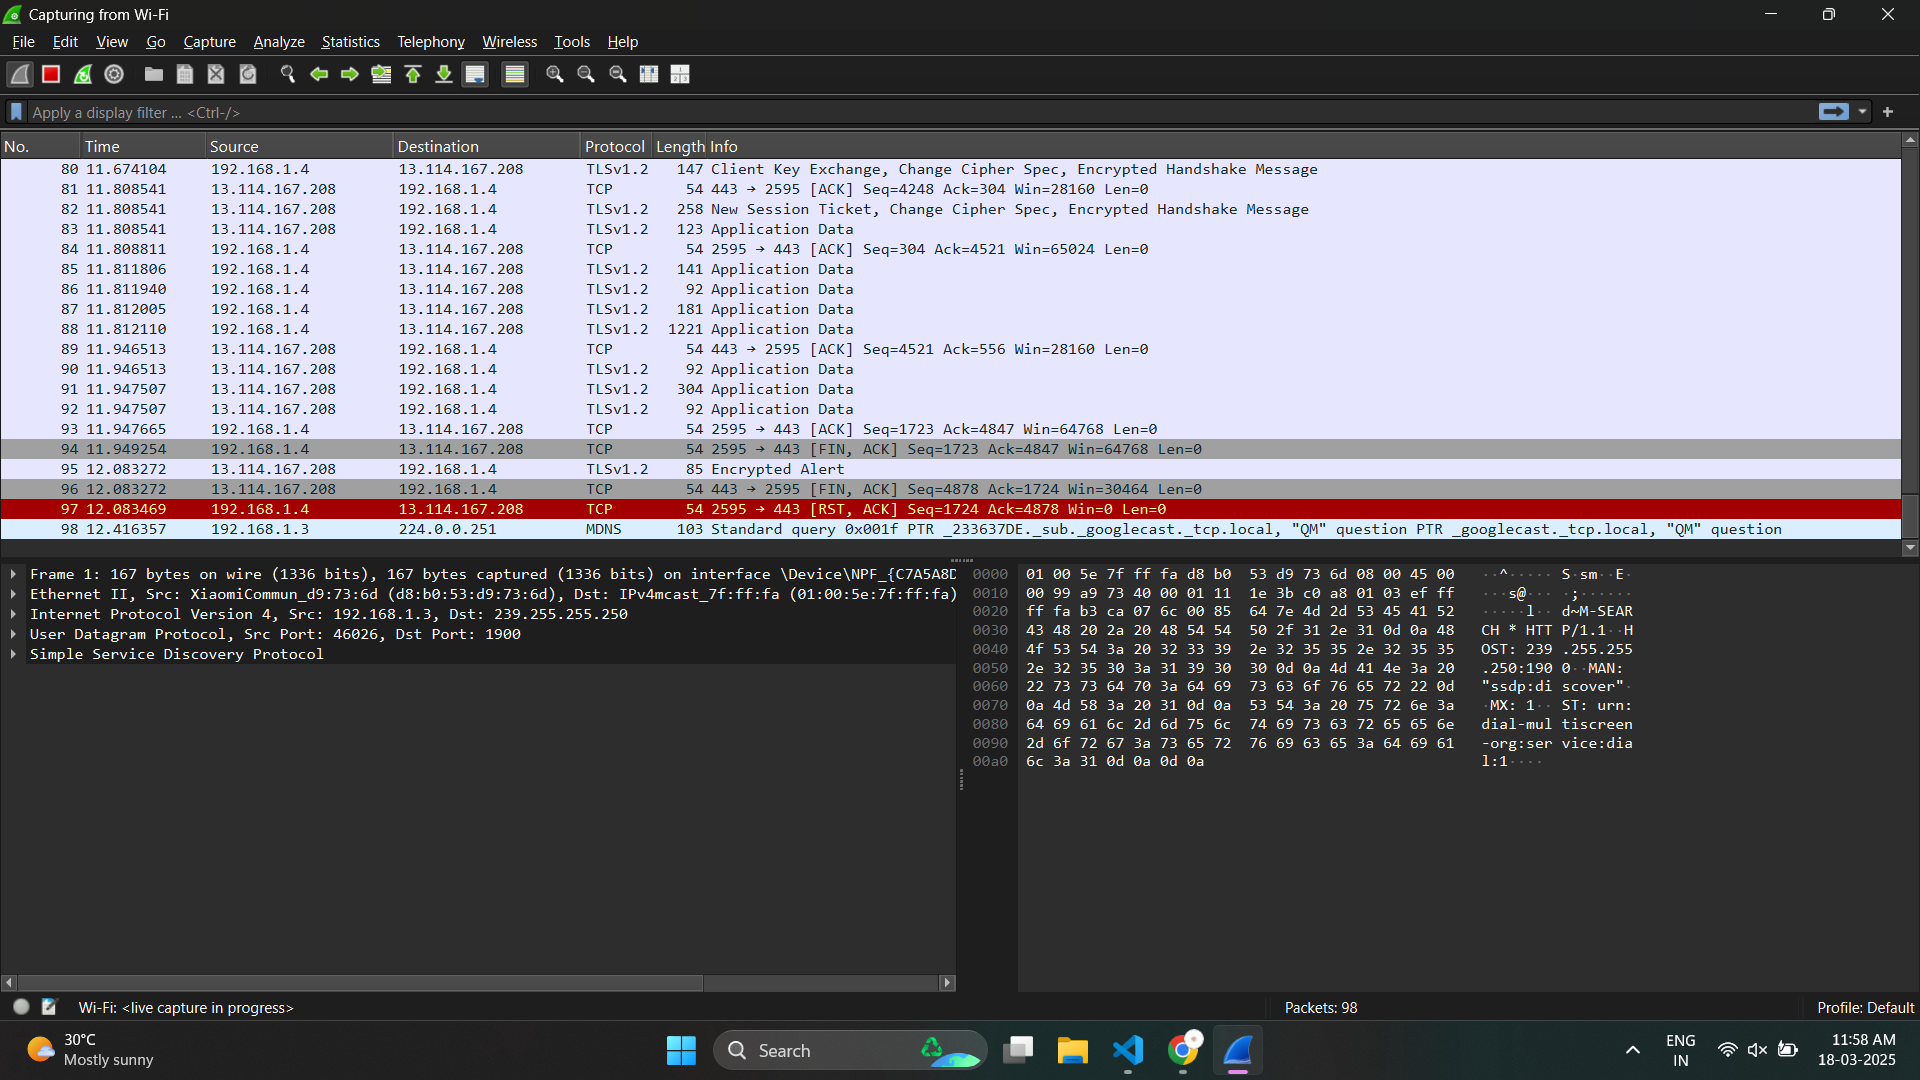 Capturing from Wi-Fi
File Edit View Go Capture Analyze Statistics Telephony Wireless Tools Help
Apply a display filter ... <Ctrl-/>
No. Time Source Destination Protocol Length Info
80 11.674104 192.168.1.4 13.114.167.208 TLSv1.2 147 Client Key Exchange, Change Cipher Spec, Encrypted Handshake Message
81 11.808541 13.114.167.208 192.168.1.4 TCP 54 443 → 2595 [ACK] Seq=4248 Ack=304 Win=28160 Len=0
82 11.808541 13.114.167.208 192.168.1.4 TLSv1.2 258 New Session Ticket, Change Cipher Spec, Encrypted Handshake Message
83 11.808541 13.114.167.208 192.168.1.4 TLSv1.2 123 Application Data
84 11.808811 192.168.1.4 13.114.167.208 TCP 54 2595 → 443 [ACK] Seq=304 Ack=4521 Win=65024 Len=0
85 11.811806 192.168.1.4 13.114.167.208 TLSv1.2 141 Application Data
86 11.811940 192.168.1.4 13.114.167.208 TLSv1.2 92 Application Data
87 11.812005 192.168.1.4 13.114.167.208 TLSv1.2 181 Application Data
88 11.812110 192.168.1.4 13.114.167.208 TLSv1.2 1221 Application Data
89 11.946513 13.114.167.208 192.168.1.4 TCP 54 443 → 2595 [ACK] Seq=4521 Ack=556 Win=28160 Len=0
90 11.946513 13.114.167.208 192.168.1.4 TLSv1.2 92 Application Data
91 11.947507 13.114.167.208 192.168.1.4 TLSv1.2 304 Application Data
92 11.947507 13.114.167.208 192.168.1.4 TLSv1.2 92 Application Data
93 11.947665 192.168.1.4 13.114.167.208 TCP 54 2595 → 443 [ACK] Seq=1723 Ack=4847 Win=64768 Len=0
94 11.949254 192.168.1.4 13.114.167.208 TCP 54 2595 → 443 [FIN, ACK] Seq=1723 Ack=4847 Win=64768 Len=0
95 12.083272 13.114.167.208 192.168.1.4 TLSv1.2 85 Encrypted Alert
96 12.083272 13.114.167.208 192.168.1.4 TCP 54 443 → 2595 [FIN, ACK] Seq=4878 Ack=1724 Win=30464 Len=0
97 12.083469 192.168.1.4 13.114.167.208 TCP 54 2595 → 443 [RST, ACK] Seq=1724 Ack=4878 Win=0 Len=0
98 12.416357 192.168.1.3 224.0.0.251 MDNS 103 Standard query 0x001f PTR _233637DE._sub._googlecast._tcp.local, "QM" question PTR _googlecast._tcp.local, "QM" question
Frame 1: 167 bytes on wire (1336 bits), 167 bytes captured (1336 bits) on interface \Device\NPF_{C7A5A8D
Ethernet II, Src: XiaomiCommun_d9:73:6d (d8:b0:53:d9:73:6d), Dst: IPv4mcast_7f:ff:fa (01:00:5e:7f:ff:fa)
Internet Protocol Version 4, Src: 192.168.1.3, Dst: 239.255.255.250
User Datagram Protocol, Src Port: 46026, Dst Port: 1900
Simple Service Discovery Protocol
0000 01 00 5e 7f ff fa d8 b0 53 d9 73 6d 08 00 45 00 ··^····· S·sm··E·
0010 00 99 a9 73 40 00 01 11 1e 3b c0 a8 01 03 ef ff ···s@··· ·;······
0020 ff fa b3 ca 07 6c 00 85 64 7e 4d 2d 53 45 41 52 ·····l·· d~M-SEAR
0030 43 48 20 2a 20 48 54 54 50 2f 31 2e 31 0d 0a 48 CH * HTT P/1.1··H
0040 4f 53 54 3a 20 32 33 39 2e 32 35 35 2e 32 35 35 OST: 239 .255.255
0050 2e 32 35 30 3a 31 39 30 30 0d 0a 4d 41 4e 3a 20 .250:190 0··MAN:
0060 22 73 73 64 70 3a 64 69 73 63 6f 76 65 72 22 0d "ssdp:di scover"·
0070 0a 4d 58 3a 20 31 0d 0a 53 54 3a 20 75 72 6e 3a ·MX: 1·· ST: urn:
0080 64 69 61 6c 2d 6d 75 6c 74 69 73 63 72 65 65 6e dial-mul tiscreen
0090 2d 6f 72 67 3a 73 65 72 76 69 63 65 3a 64 69 61 -org:ser vice:dia
00a0 6c 3a 31 0d 0a 0d 0a l:1····
Wi-Fi: <live capture in progress> Packets: 98 Profile: Default
30°C
Mostly sunny
Search
ENG
IN
11:58 AM
18-03-2025